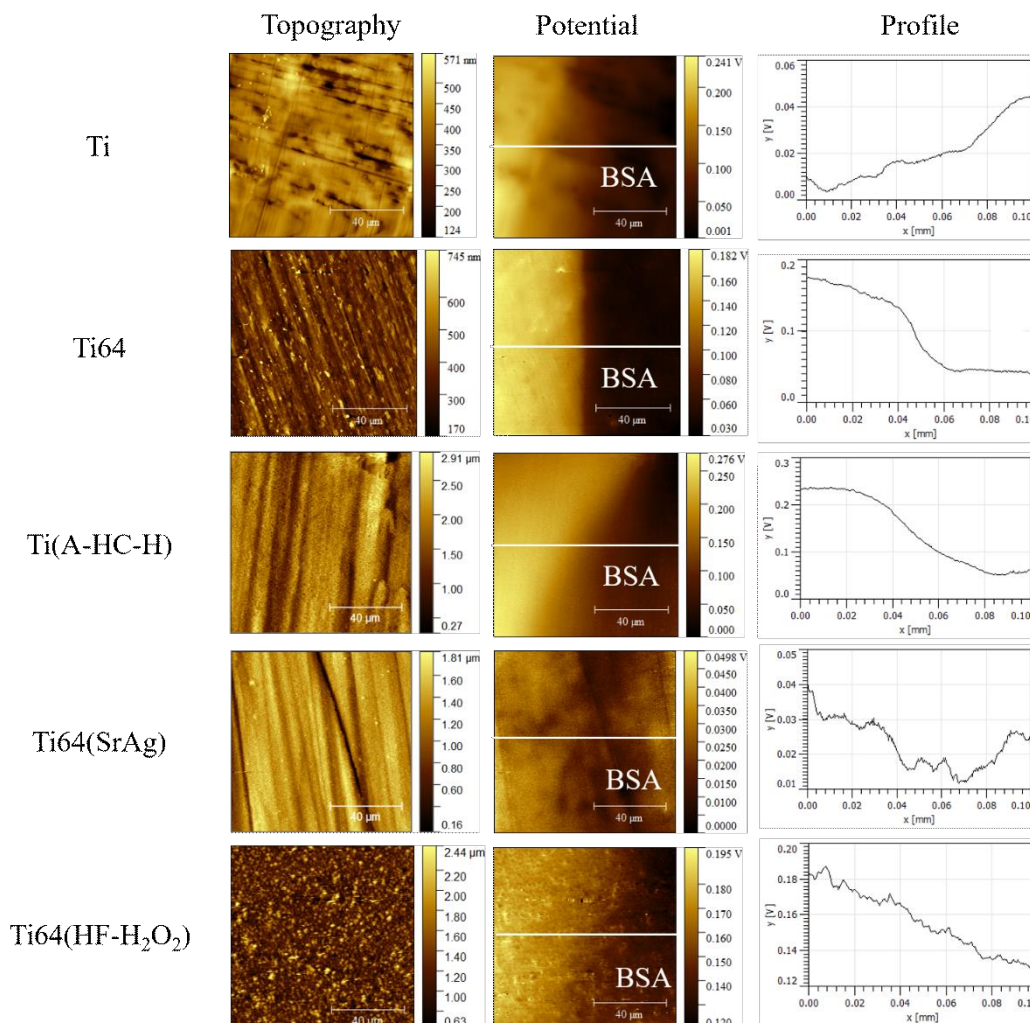 Topography Potential Profile
Ti
571 nm
500
450
400
350
300
250
200
124
40 µm
0.241 V
0.200
0.150
0.100
0.050
0.001
BSA
40 µm
0.06
0.04
0.02
0.00
y [V]
0.00 0.02 0.04 0.06 0.08 0.10
x [mm]
Ti64
745 nm
600
500
400
300
170
40 µm
0.182 V
0.160
0.140
0.120
0.100
0.080
0.060
0.030
BSA
40 µm
0.2
0.1
0.0
y [V]
0.00 0.02 0.04 0.06 0.08 0.10
x [mm]
Ti(A-HC-H)
2.91 µm
2.50
2.00
1.50
1.00
0.27
40 µm
0.276 V
0.200
0.150
0.100
0.050
0.000
BSA
40 µm
0.3
0.2
0.1
0.0
y [V]
0.00 0.02 0.04 0.06 0.08 0.10
x [mm]
Ti64(SrAg)
1.81 µm
1.60
1.40
1.20
1.00
0.80
0.60
0.16
40 µm
0.0498 V
0.0450
0.0400
0.0350
0.0300
0.0250
0.0200
0.0150
0.0100
0.0000
BSA
40 µm
0.05
0.04
0.03
0.02
0.01
y [V]
0.00 0.02 0.04 0.06 0.08 0.10
x [mm]
Ti64(HF-H₂O₂)
2.44 µm
2.20
2.00
1.80
1.60
1.40
1.20
1.00
0.63
40 µm
0.195 V
0.180
0.170
0.160
0.150
0.140
0.120
BSA
40 µm
0.20
0.18
0.16
0.14
0.12
y [V]
0.00 0.02 0.04 0.06 0.08 0.10
x [mm]